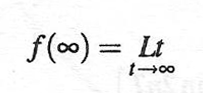 f(∞) = Lt
t→∞